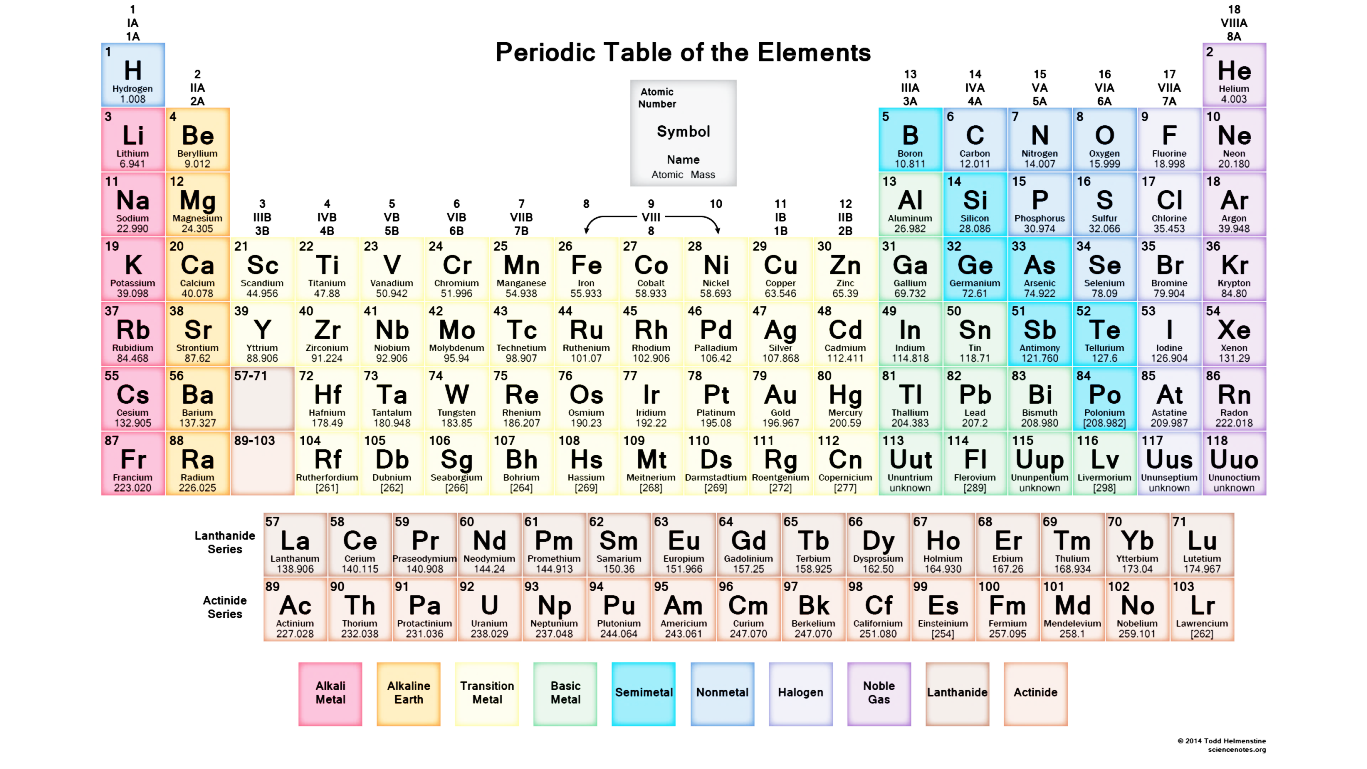 1
IA
1A
18
VIIIA
8A
Periodic Table of the Elements
1
H
Hydrogen
1.008
2
IIA
2A
13
IIIA
3A
14
IVA
4A
15
VA
5A
16
VIA
6A
17
VIIA
7A
2
He
Helium
4.003
Atomic
Number
Symbol
Name
Atomic Mass
3
Li
Lithium
6.941
4
Be
Beryllium
9.012
5
B
Boron
10.811
6
C
Carbon
12.011
7
N
Nitrogen
14.007
8
O
Oxygen
15.999
9
F
Fluorine
18.998
10
Ne
Neon
20.180
11
Na
Sodium
22.990
12
Mg
Magnesium
24.305
3
IIIB
3B
4
IVB
4B
5
VB
5B
6
VIB
6B
7
VIIB
7B
8
9
10
VIII
8
11
IB
1B
12
IIB
2B
13
Al
Aluminum
26.982
14
Si
Silicon
28.086
15
P
Phosphorus
30.974
16
S
Sulfur
32.066
17
Cl
Chlorine
35.453
18
Ar
Argon
39.948
19
K
Potassium
39.098
20
Ca
Calcium
40.078
21
Sc
Scandium
44.956
22
Ti
Titanium
47.88
23
V
Vanadium
50.942
24
Cr
Chromium
51.996
25
Mn
Manganese
54.938
26
Fe
Iron
55.933
27
Co
Cobalt
58.933
28
Ni
Nickel
58.693
29
Cu
Copper
63.546
30
Zn
Zinc
65.39
31
Ga
Gallium
69.732
32
Ge
Germanium
72.61
33
As
Arsenic
74.922
34
Se
Selenium
78.09
35
Br
Bromine
79.904
36
Kr
Krypton
84.80
37
Rb
Rubidium
84.468
38
Sr
Strontium
87.62
39
Y
Yttrium
88.906
40
Zr
Zirconium
91.224
41
Nb
Niobium
92.906
42
Mo
Molybdenum
95.94
43
Tc
Technetium
98.907
44
Ru
Ruthenium
101.07
45
Rh
Rhodium
102.906
46
Pd
Palladium
106.42
47
Ag
Silver
107.868
48
Cd
Cadmium
112.411
49
In
Indium
114.818
50
Sn
Tin
118.71
51
Sb
Antimony
121.760
52
Te
Tellurium
127.6
53
I
Iodine
126.904
54
Xe
Xenon
131.29
55
Cs
Cesium
132.905
56
Ba
Barium
137.327
57-71
72
Hf
Hafnium
178.49
73
Ta
Tantalum
180.948
74
W
Tungsten
183.85
75
Re
Rhenium
186.207
76
Os
Osmium
190.23
77
Ir
Iridium
192.22
78
Pt
Platinum
195.08
79
Au
Gold
196.967
80
Hg
Mercury
200.59
81
Tl
Thallium
204.383
82
Pb
Lead
207.2
83
Bi
Bismuth
208.980
84
Po
Polonium
[208.982]
85
At
Astatine
209.987
86
Rn
Radon
222.018
87
Fr
Francium
223.020
88
Ra
Radium
226.025
89-103
104
Rf
Rutherfordium
[261]
105
Db
Dubnium
[262]
106
Sg
Seaborgium
[266]
107
Bh
Bohrium
[264]
108
Hs
Hassium
[269]
109
Mt
Meitnerium
[268]
110
Ds
Darmstadtium
[269]
111
Rg
Roentgenium
[272]
112
Cn
Copernicium
[277]
113
Uut
Ununtrium
unknown
114
Fl
Flerovium
[289]
115
Uup
Ununpentium
unknown
116
Lv
Livermorium
[298]
117
Uus
Ununseptium
unknown
118
Uuo
Ununoctium
unknown
Lanthanide
Series
57
La
Lanthanum
138.906
58
Ce
Cerium
140.115
59
Pr
Praseodymium
140.908
60
Nd
Neodymium
144.24
61
Pm
Promethium
144.913
62
Sm
Samarium
150.36
63
Eu
Europium
151.966
64
Gd
Gadolinium
157.25
65
Tb
Terbium
158.925
66
Dy
Dysprosium
162.50
67
Ho
Holmium
164.930
68
Er
Erbium
167.26
69
Tm
Thulium
168.934
70
Yb
Ytterbium
173.04
71
Lu
Lutetium
174.967
Actinide
Series
89
Ac
Actinium
227.028
90
Th
Thorium
232.038
91
Pa
Protactinium
231.036
92
U
Uranium
238.029
93
Np
Neptunium
237.048
94
Pu
Plutonium
244.064
95
Am
Americium
243.061
96
Cm
Curium
247.070
97
Bk
Berkelium
247.070
98
Cf
Californium
251.080
99
Es
Einsteinium
[254]
100
Fm
Fermium
257.095
101
Md
Mendelevium
258.1
102
No
Nobelium
259.101
103
Lr
Lawrencium
[262]
Alkali
Metal
Alkaline
Earth
Transition
Metal
Basic
Metal
Semimetal
Nonmetal
Halogen
Noble
Gas
Lanthanide
Actinide
© 2014 Todd Helmenstine
sciencenotes.org